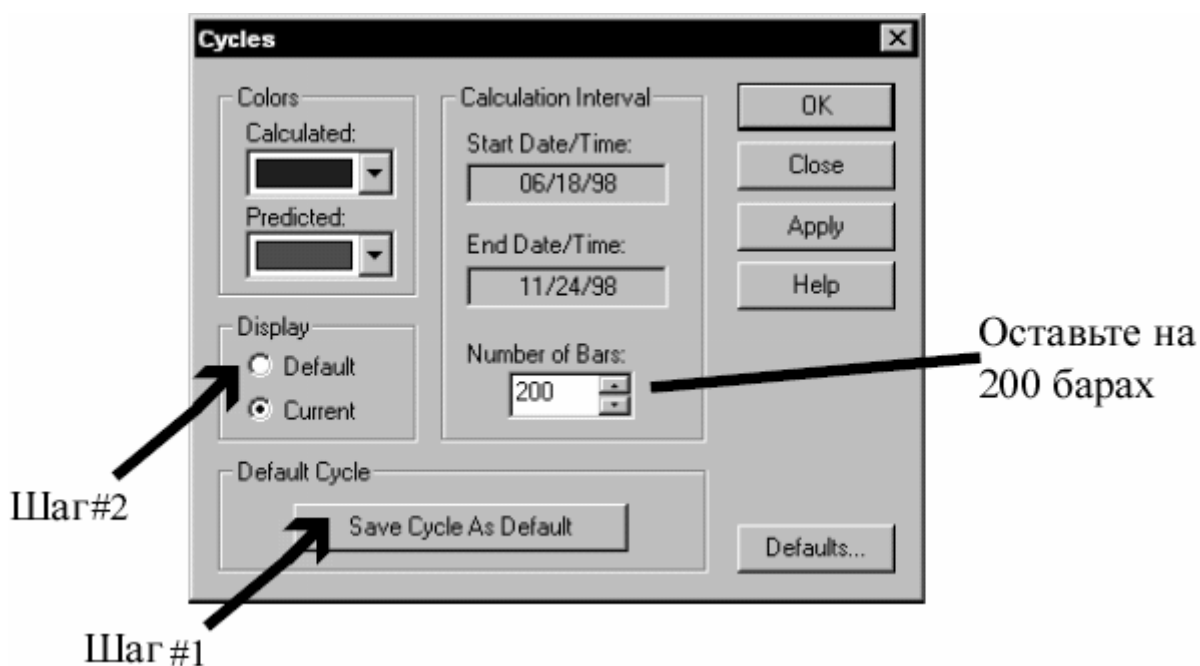 Cycles
Colors
Calculated:
Predicted:
Display
Default
Current
Calculation Interval
Start Date/Time:
06/18/98
End Date/Time:
11/24/98
Number of Bars:
200
Default Cycle
Save Cycle As Default
OK
Close
Apply
Help
Defaults...
Оставьте на
200 барах
Шаг#2
Шаг #1